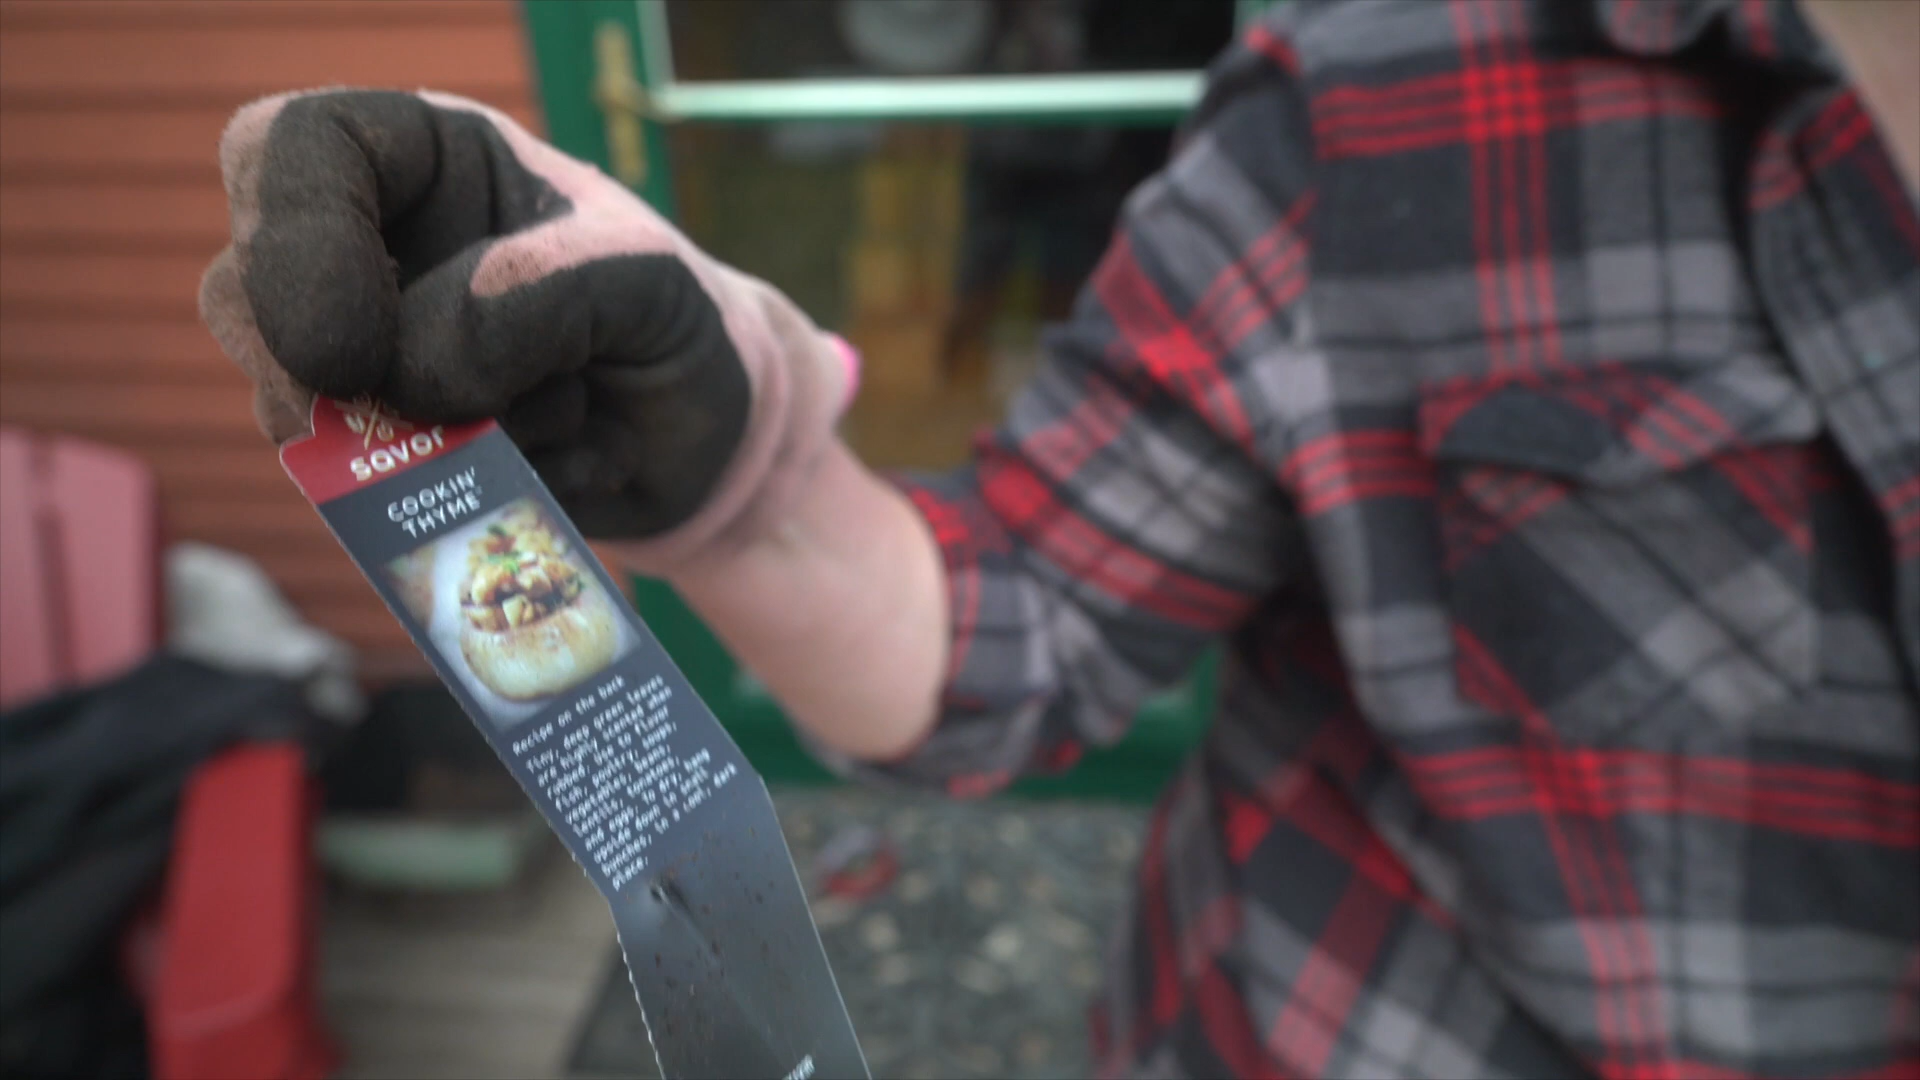 savor
COOKIN'
THYME
Recipe on the back
Tiny, deep green leaves
are highly scented when
rubbed. Use to flavor
fish, poultry, soups,
vegetables, beans,
lentils, tomatoes,
and eggs. To dry, hang
upside down in small
bunches, in a cool, dark
place.